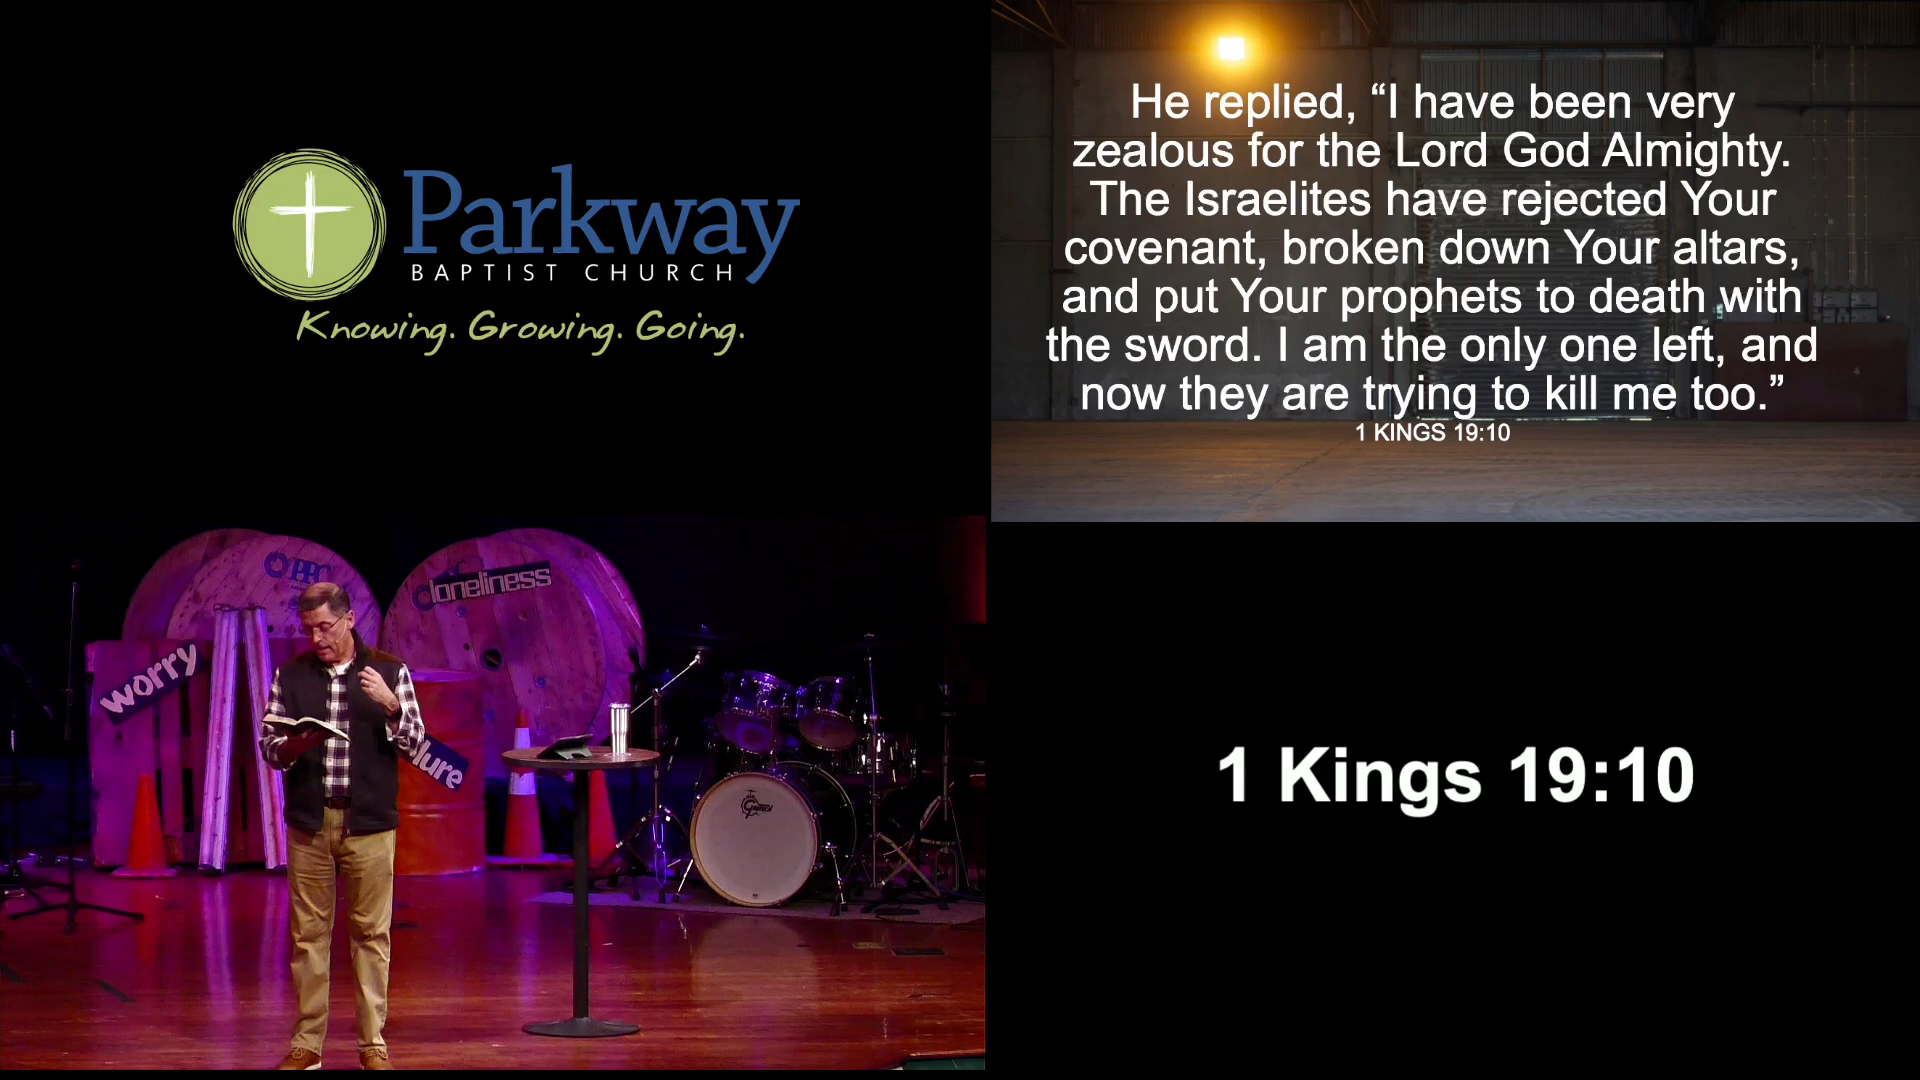 Parkway
BAPTIST CHURCH
Knowing. Growing. Going.
He replied, “I have been very
zealous for the Lord God Almighty.
The Israelites have rejected Your
covenant, broken down Your altars,
and put Your prophets to death with
the sword. I am the only one left, and
now they are trying to kill me too.”
1 KINGS 19:10
loneliness
worry
lure
1 Kings 19:10